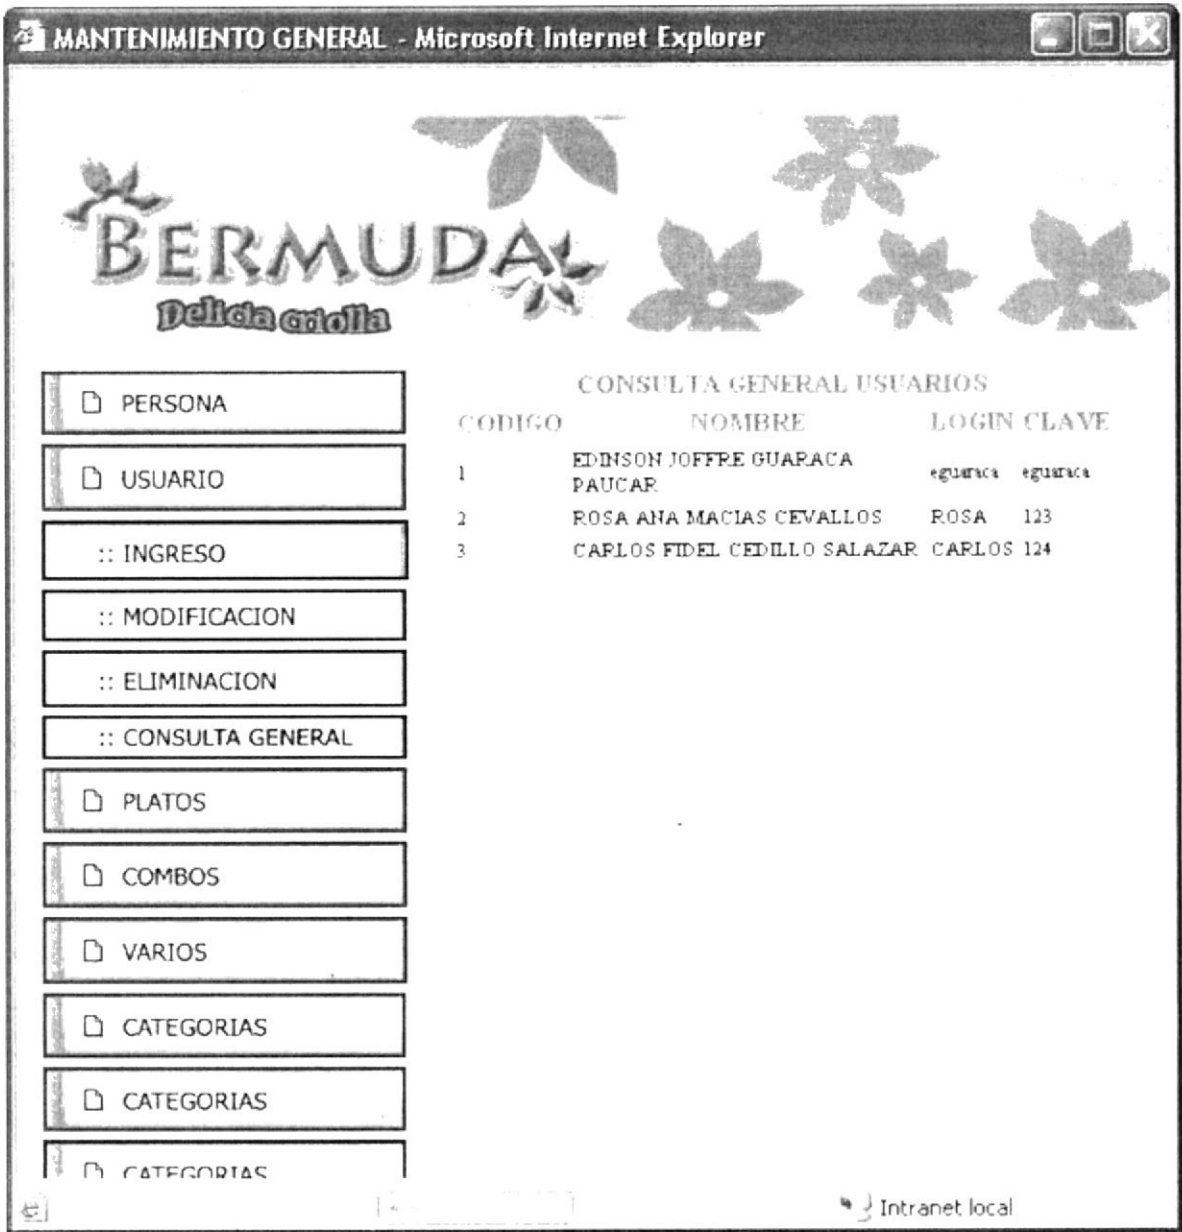 MANTENIMIENTO GENERAL - Microsoft Internet Explorer
BERMUDA
Delicia criolla
PERSONA
USUARIO
:: INGRESO
:: MODIFICACION
:: ELIMINACION
:: CONSULTA GENERAL
PLATOS
COMBOS
VARIOS
CATEGORIAS
CATEGORIAS
CATEGORIAS
CONSULTA GENERAL USUARIOS
CODIGO NOMBRE LOGIN CLAVE
1 EDINSON JOFFRE GUARACA PAUCAR eguaraca eguaraca
2 ROSA ANA MACIAS CEVALLOS ROSA 123
3 CARLOS FIDEL CEDILLO SALAZAR CARLOS 124
Intranet local